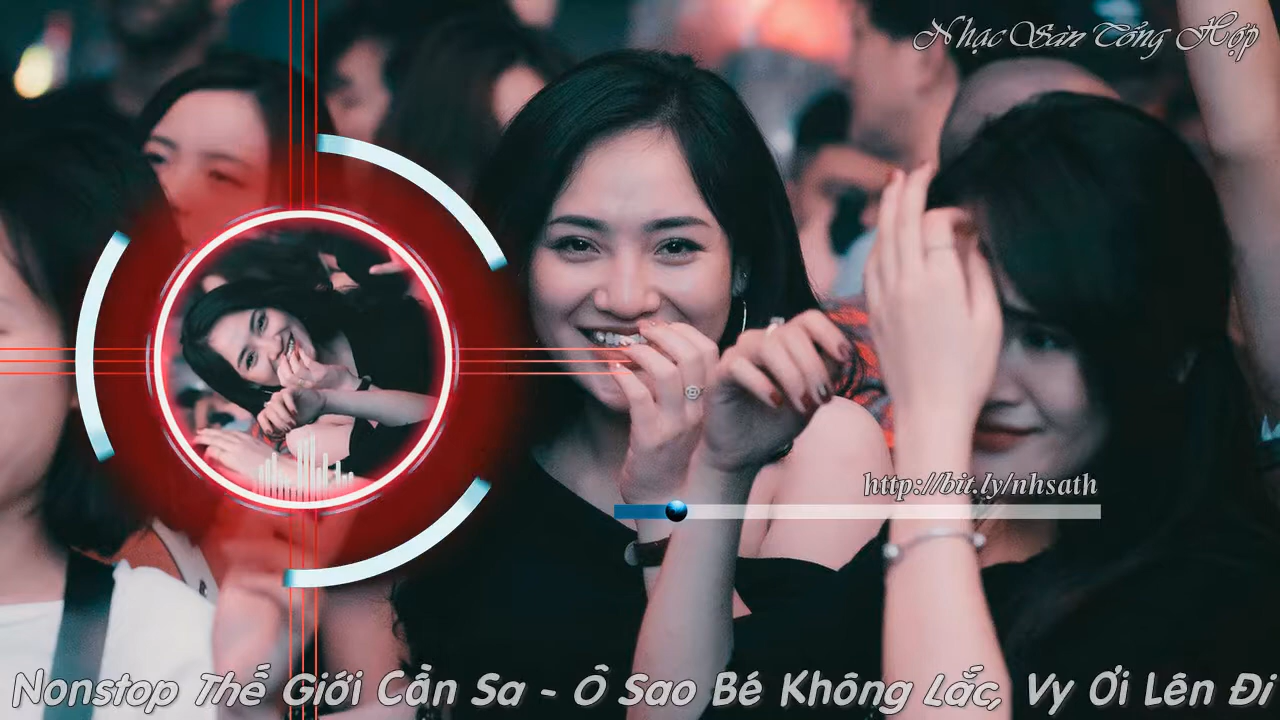 Nhạc Sàn Tổng Hợp
http://bit.ly/nhsath
Nonstop Thế Giới Cần Sa - Ô Sao Bé Không Lắc, Vy Ơi Lên Đi